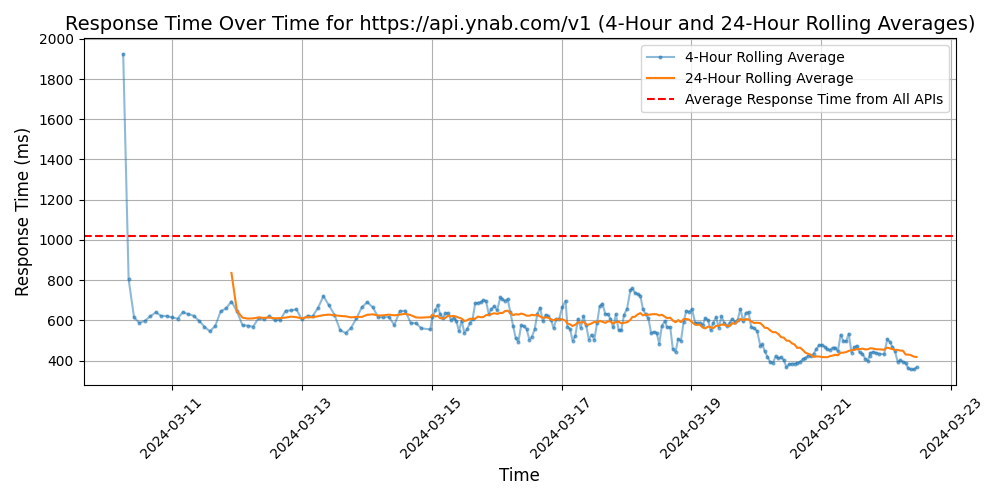 Response Time Over Time for https://api.ynab.com/v1 (4-Hour and 24-Hour Rolling Averages)
4-Hour Rolling Average
24-Hour Rolling Average
Average Response Time from All APIs
Response Time (ms)
2000
1800
1600
1400
1200
1000
800
600
400
2024-03-11
2024-03-13
2024-03-15
2024-03-17
2024-03-19
2024-03-21
2024-03-23
Time